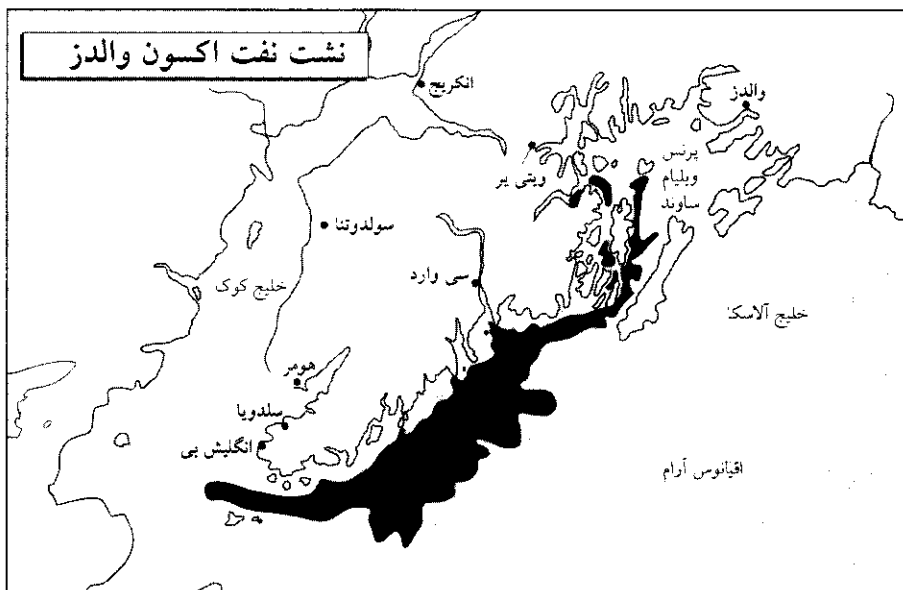 نشت نفت اکسون والدز
انکریج
والدز
ویتی یر
پرنس
ویلیام
ساوند
سولدوتنا
سی وارد
خلیج کوک
خلیج آلاسکا
هومر
سلدویا
انگلیش بی
اقیانوس آرام